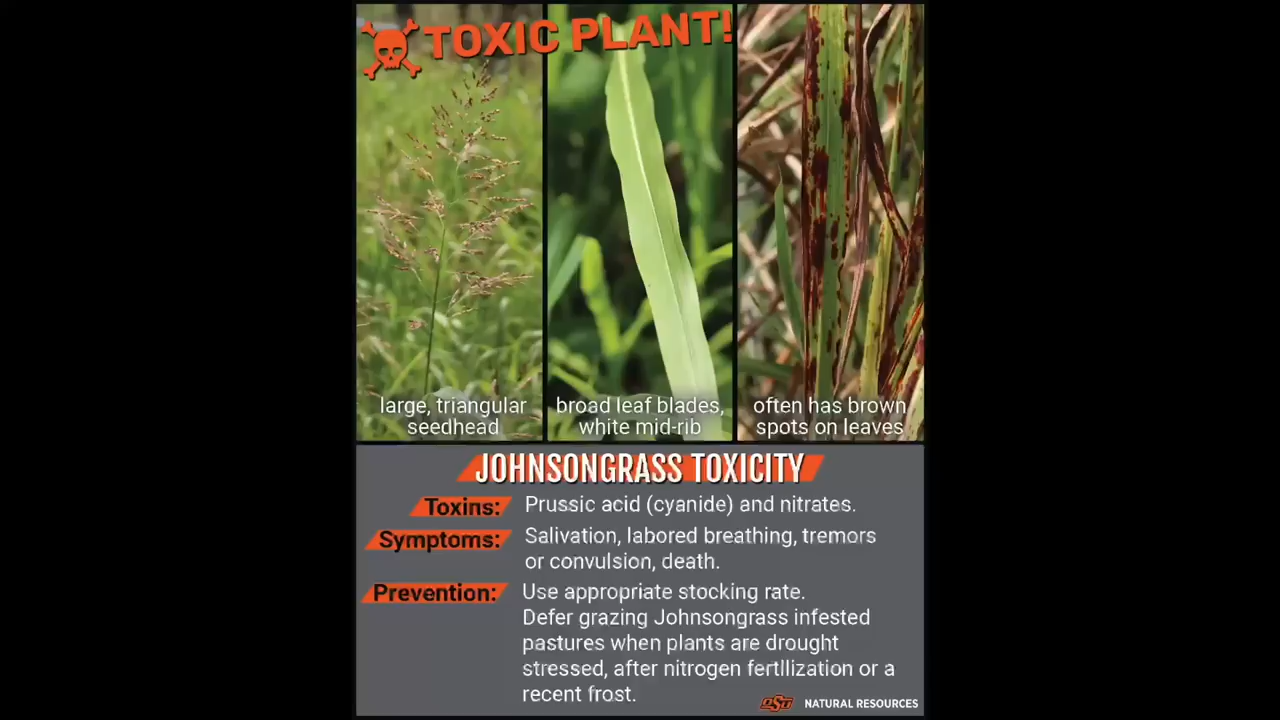 TOXIC PLANT!
large, triangular
seedhead
broad leaf blades,
white mid-rib
often has brown
spots on leaves
JOHNSONGRASS TOXICITY
Toxins: Prussic acid (cyanide) and nitrates.
Symptoms: Salivation, labored breathing, tremors
or convulsion, death.
Prevention: Use appropriate stocking rate.
Defer grazing Johnsongrass infested
pastures when plants are drought
stressed, after nitrogen fertilization or a
recent frost.
OSU NATURAL RESOURCES